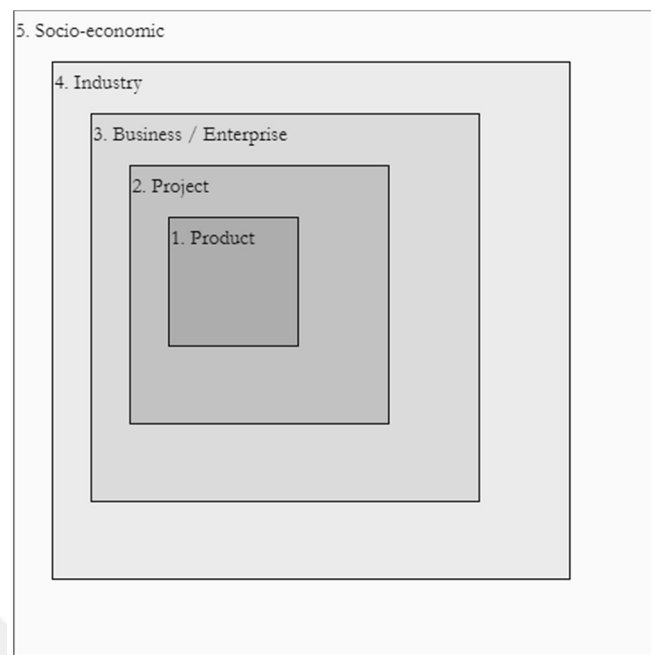 5. Socio-economic
4. Industry
3. Business / Enterprise
2. Project
1. Product